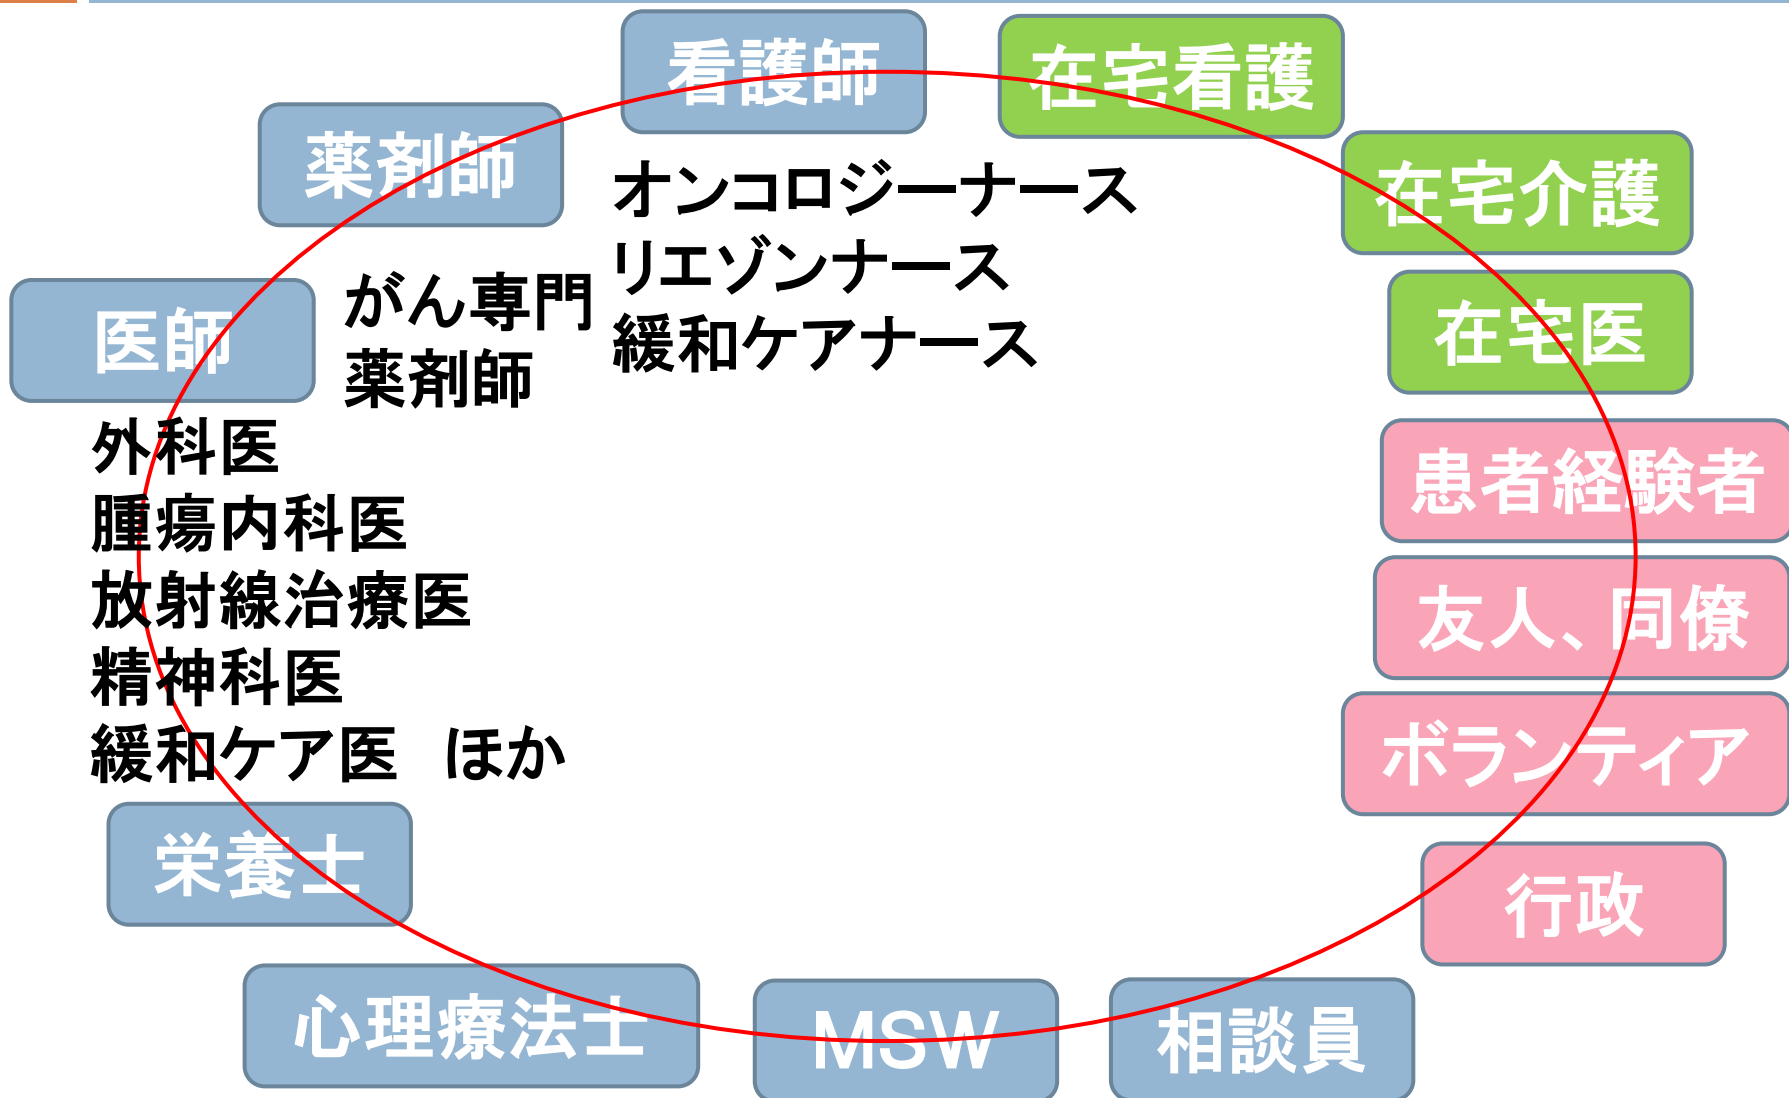 看護師
在宅看護
薬剤師
在宅介護
オンコロジーナース
リエゾンナース
緩和ケアナース
医師
がん専門
薬剤師
在宅医
外科医
腫瘍内科医
放射線治療医
精神科医
緩和ケア医　ほか
患者経験者
友人、同僚
ボランティア
栄養士
行政
心理療法士
MSW
相談員